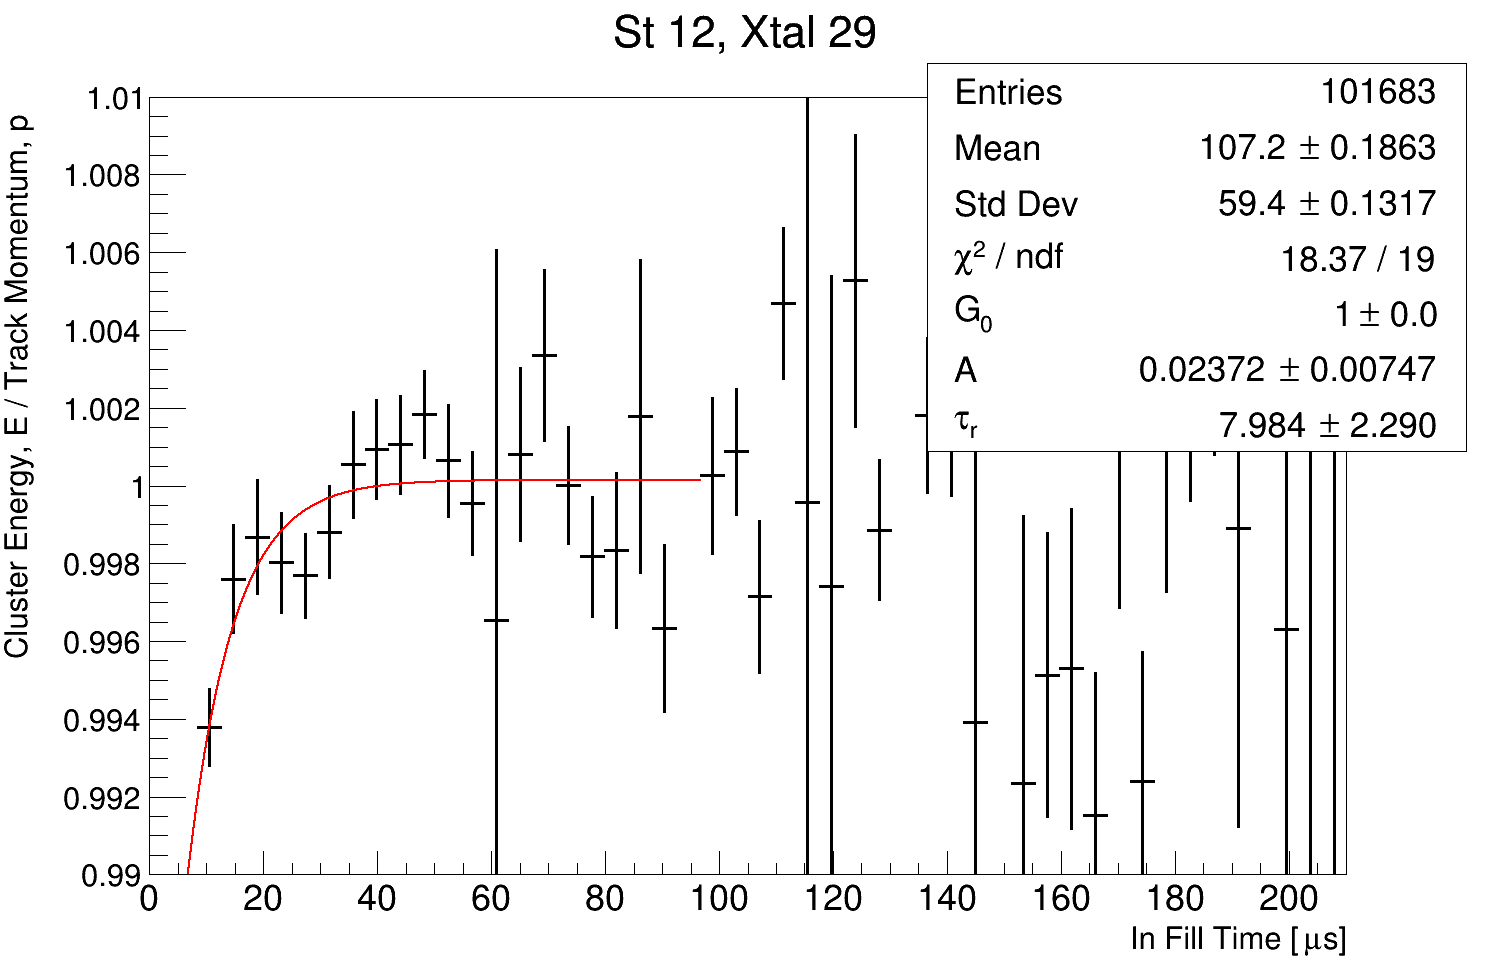 St 12, Xtal 29
Entries 101683
Mean 107.2 ± 0.1863
Std Dev 59.4 ± 0.1317
χ² / ndf 18.37 / 19
G₀ 1 ± 0.0
A 0.02372 ± 0.00747
τᵣ 7.984 ± 2.290
Cluster Energy, E / Track Momentum, p
1.01
1.008
1.006
1.004
1.002
1
0.998
0.996
0.994
0.992
0.99
0 20 40 60 80 100 120 140 160 180 200
In Fill Time [μs]